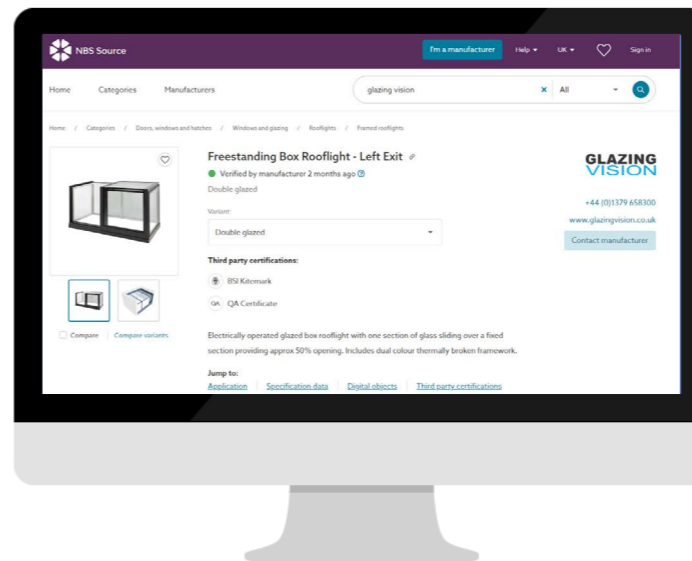 NBS Source
I'm a manufacturer
Help
UK
Sign in
Home
Categories
Manufacturers
glazing vision
All
Home / Categories / Doors, windows and hatches / Windows and glazing / Rooflights / Framed rooflights
Freestanding Box Rooflight - Left Exit
Verified by manufacturer 2 months ago
Double glazed
Variant:
Double glazed
Third party certifications:
BSI Kitemark
QA QA Certificate
Compare
Compare variants
Electrically operated glazed box rooflight with one section of glass sliding over a fixed
section providing approx 50% opening. Includes dual colour thermally broken framework.
Jump to:
Application
Specification data
Digital objects
Third party certifications
GLAZING
VISION
+44 (0)1379 658300
www.glazingvision.co.uk
Contact manufacturer